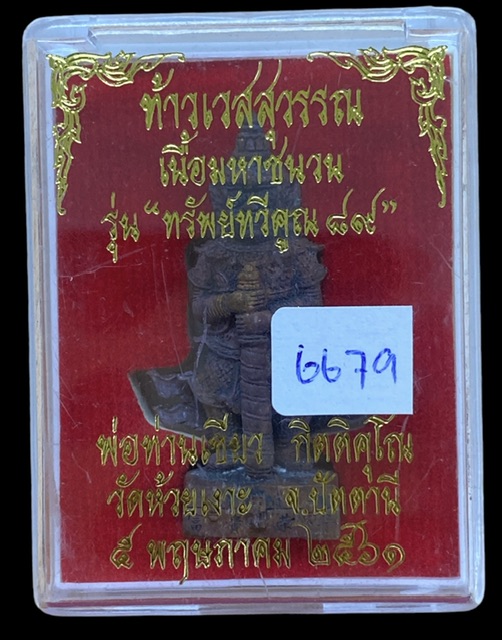 ท้าวเวสสุวรรณ
เนื้อมหาชนวน
รุ่น "ทรัพย์ทวีคูณ ๘๙"
6679
พ่อท่านเขียว กิตติคุโณ
วัดห้วยเงาะ จ.ปัตตานี
๕ พฤษภาคม ๒๕๖๑